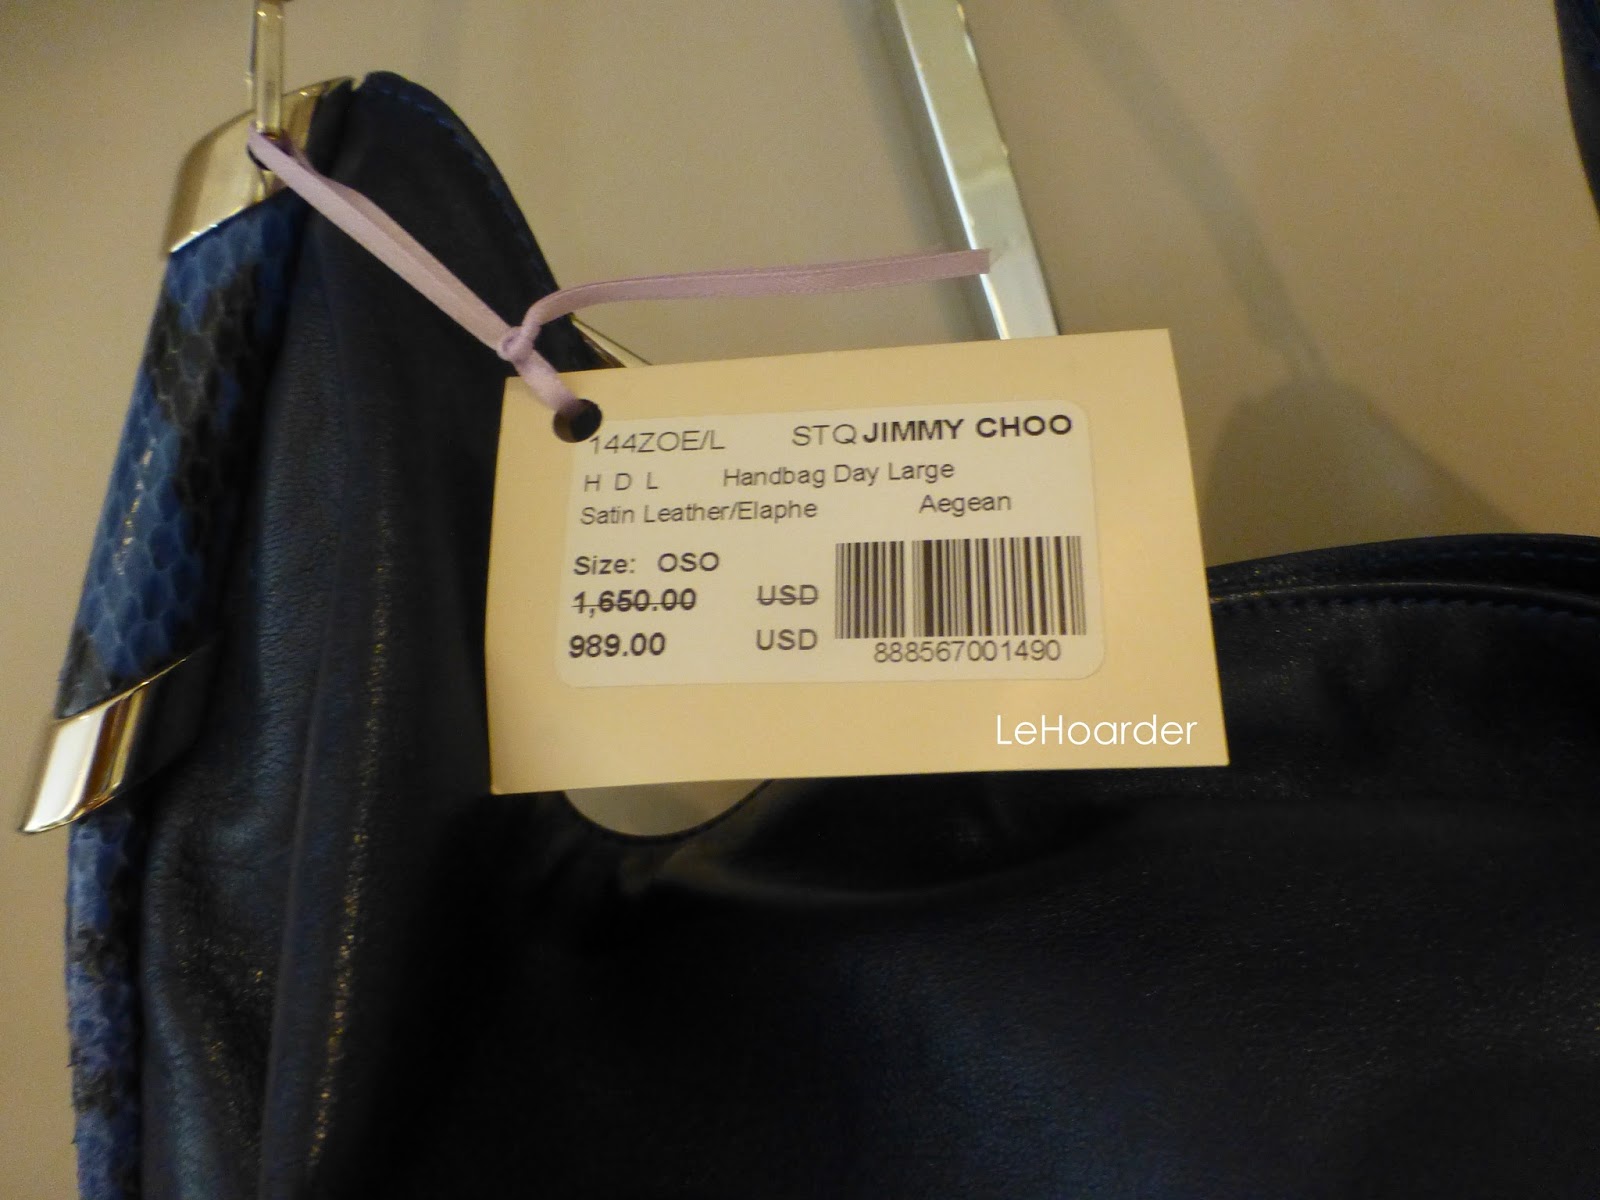 144ZOE/L STQ JIMMY CHOO
H D L Handbag Day Large
Satin Leather/Elaphe Aegean
Size: OSO
1,650.00 USD
989.00 USD
888567001490
LeHoarder